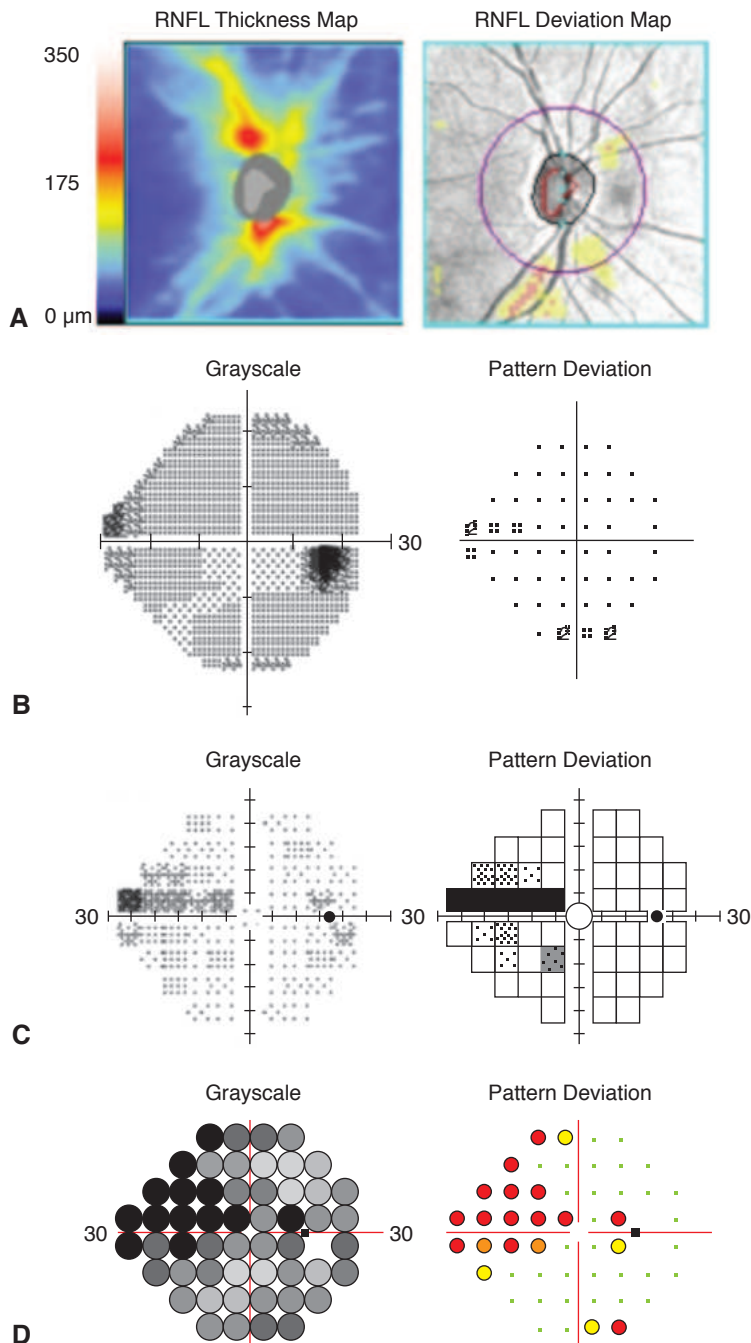 RNFL Thickness Map RNFL Deviation Map
350
175
0 µm
A
Grayscale Pattern Deviation
30
B
Grayscale Pattern Deviation
30 30 30
C
Grayscale Pattern Deviation
30 30
D